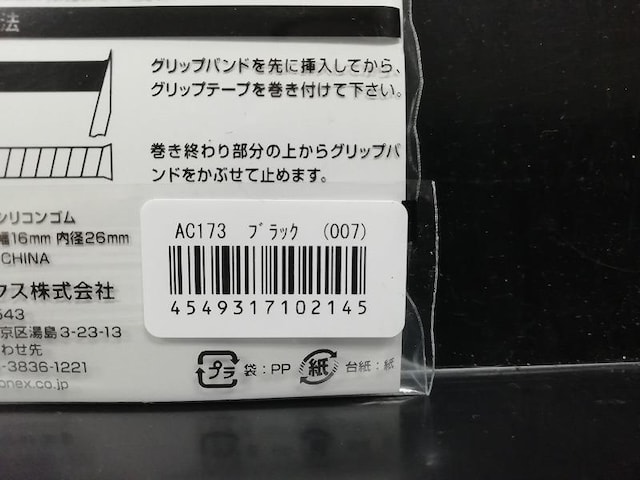 法
グリップバンドを先に挿入してから、
グリップテープを巻き付けて下さい。
巻き終わり部分の上からグリップバ
ンドをかぶせて止めます。
シリコンゴム
幅16mm 内径26mm
CHINA
クス株式会社
543
京区湯島3-23-13
わせ先
-3836-1221
onex.co.jp
AC173 ブラック (007)
4549317102145
プラ 袋：PP 紙 台紙：紙